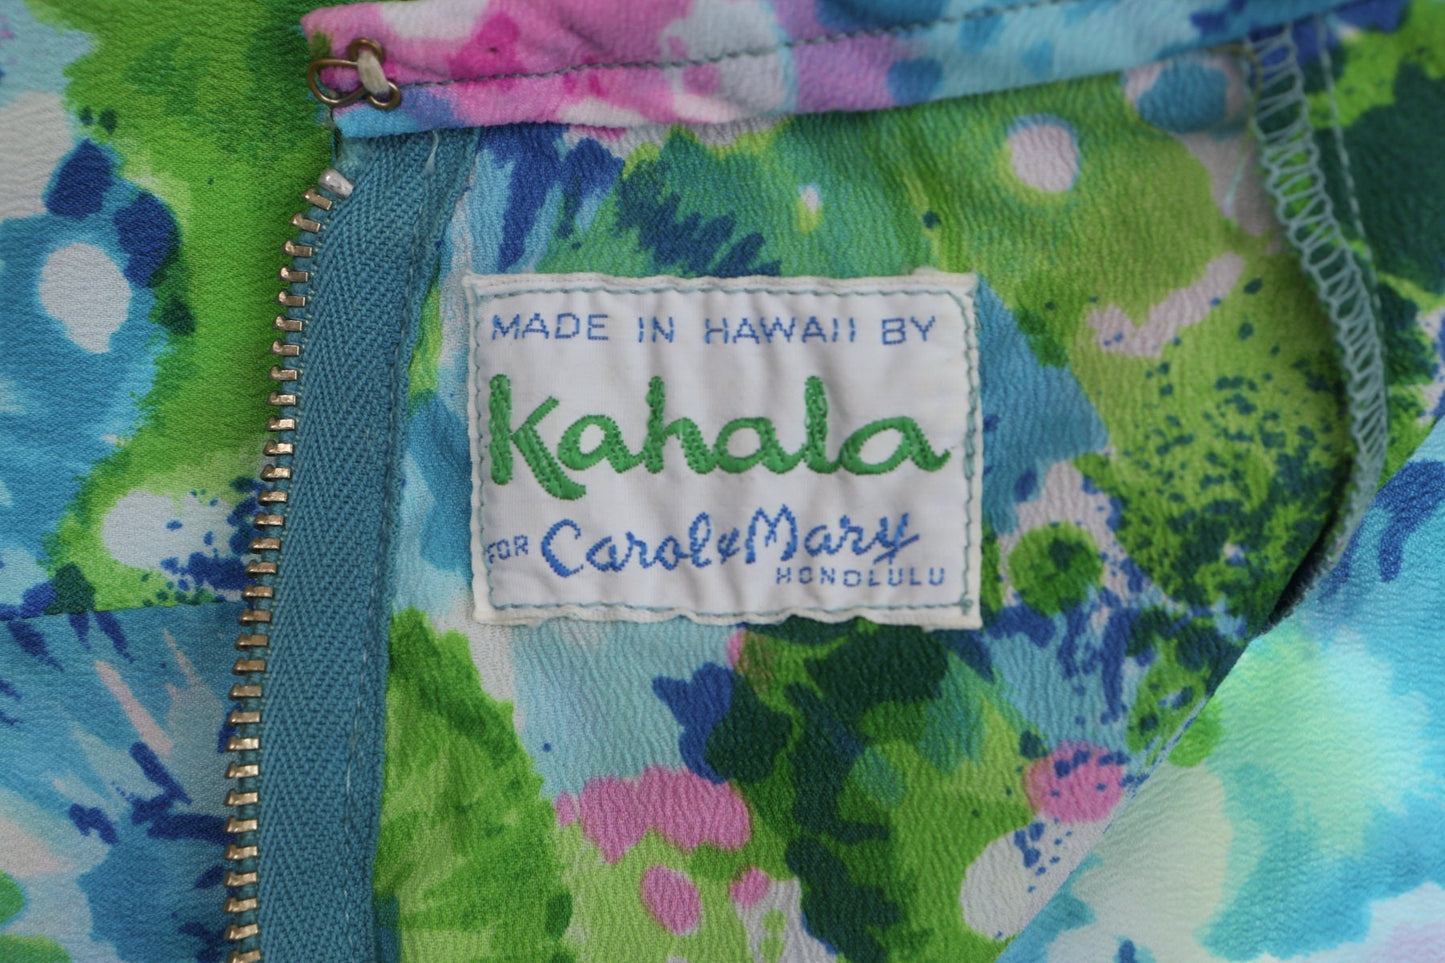 MADE IN HAWAII BY
Kahala
FOR Carol & Mary
HONOLULU